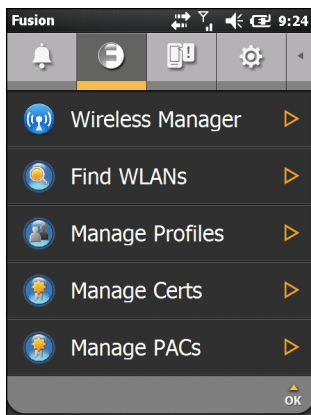 Fusion 9:24
Wireless Manager
Find WLANs
Manage Profiles
Manage Certs
Manage PACs
OK